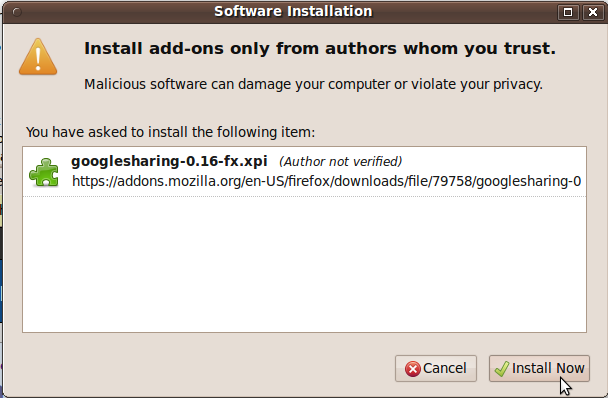 Software Installation
Install add-ons only from authors whom you trust.
Malicious software can damage your computer or violate your privacy.
You have asked to install the following item:
googlesharing-0.16-fx.xpi (Author not verified)
https://addons.mozilla.org/en-US/firefox/downloads/file/79758/googlesharing-0
Cancel Install Now